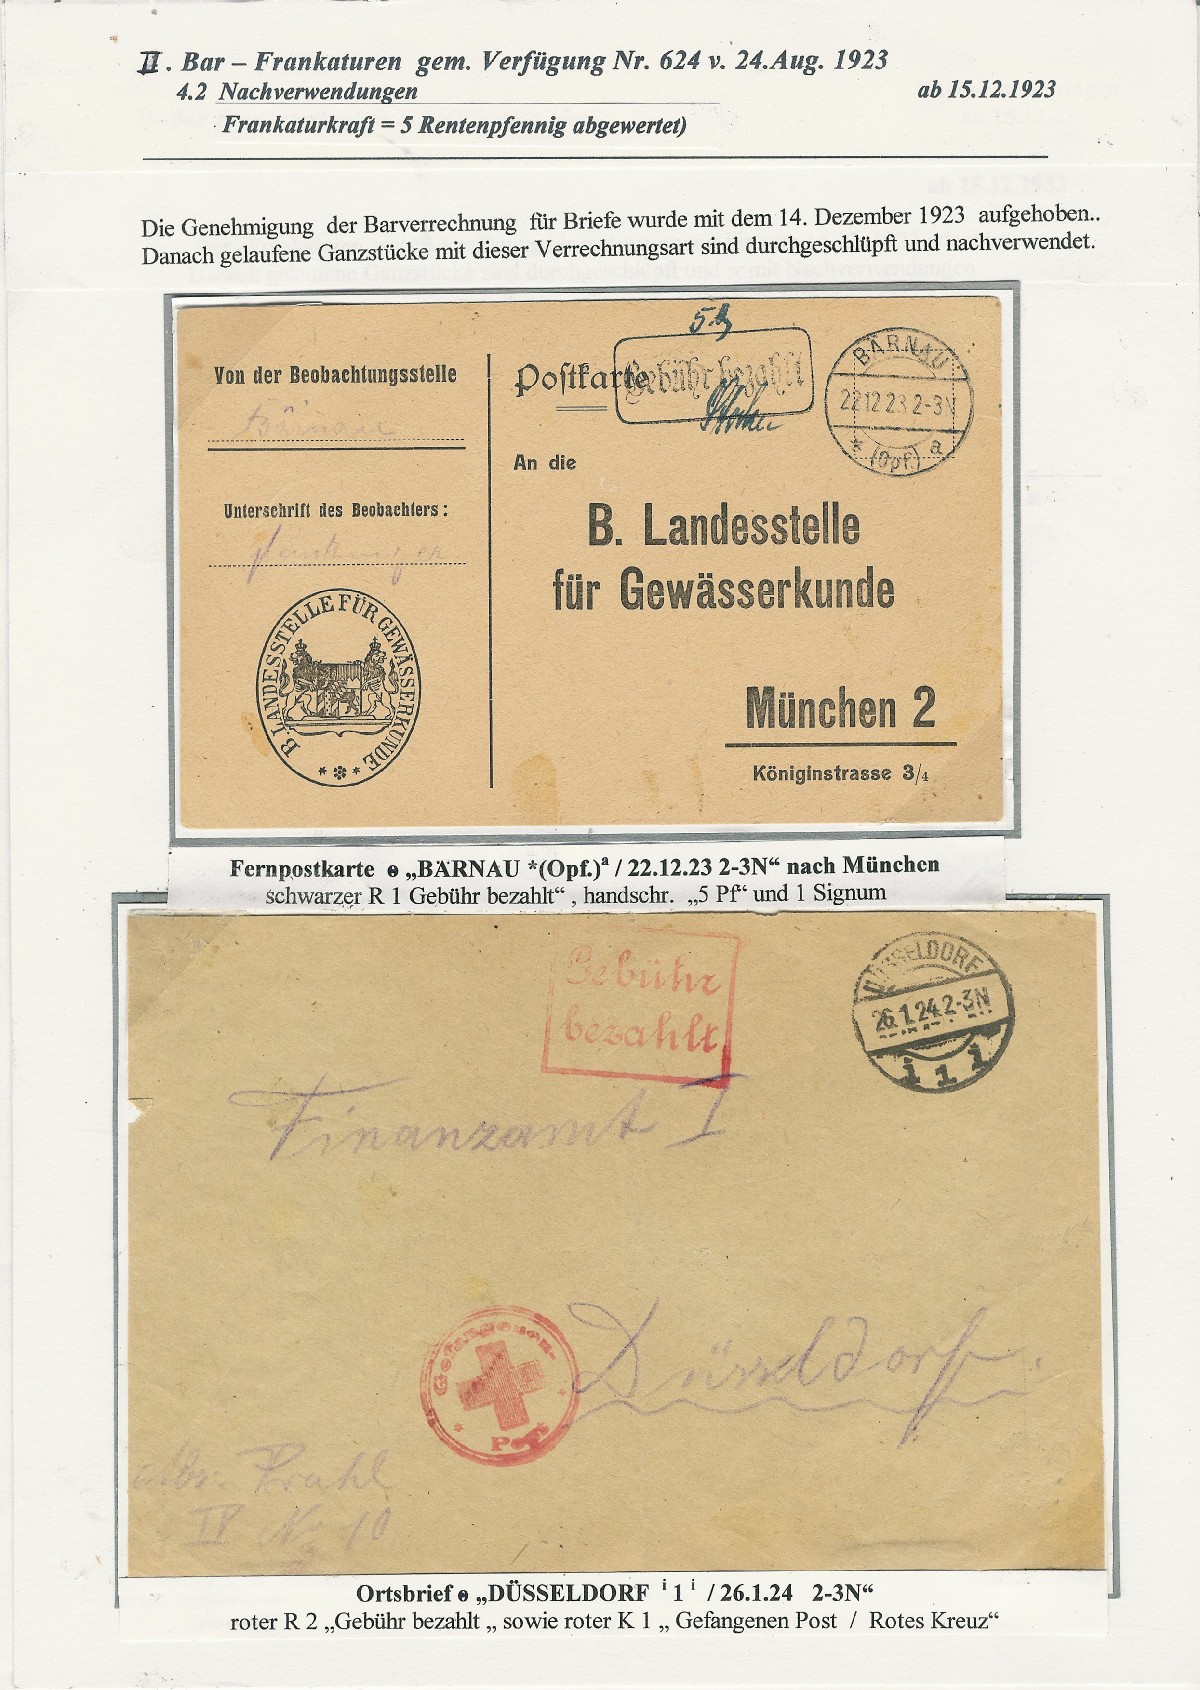 II. Bar – Frankaturen gem. Verfügung Nr. 624 v. 24.Aug. 1923
4.2 Nachverwendungen ab 15.12.1923
Frankaturkraft = 5 Rentenpfennig abgewertet)
Die Genehmigung der Barverrechnung für Briefe wurde mit dem 14. Dezember 1923 aufgehoben..
Danach gelaufene Ganzstücke mit dieser Verrechnungsart sind durchgeschlüpft und nachverwendet.
Von der Beobachtungsstelle
Bärnau
Unterschrift des Beobachters:
B. LANDESSTELLE FÜR GEWÄSSERKUNDE
5
Postkarte
Gebühr bezahlt
BÄRNAU
22.12.23 2-3N
* (Opf.) a
An die
B. Landesstelle
für Gewässerkunde
München 2
Königinstrasse 3/4
Fernpostkarte „BÄRNAU *(Opf.)a / 22.12.23 2-3N“ nach München
schwarzer R 1 Gebühr bezahlt“ , handschr. „5 Pf“ und 1 Signum
Gebühr
bezahlt
DÜSSELDORF
26.1.24.2-3N
i 1 i
Finanzamt I
Gefangenen-
Post
Düsseldorf.
Abs. Krahl
IV No 10
Ortsbrief „DÜSSELDORF i 1 i / 26.1.24 2-3N“
roter R 2 „Gebühr bezahlt „ sowie roter K 1 „ Gefangenen Post / Rotes Kreuz“